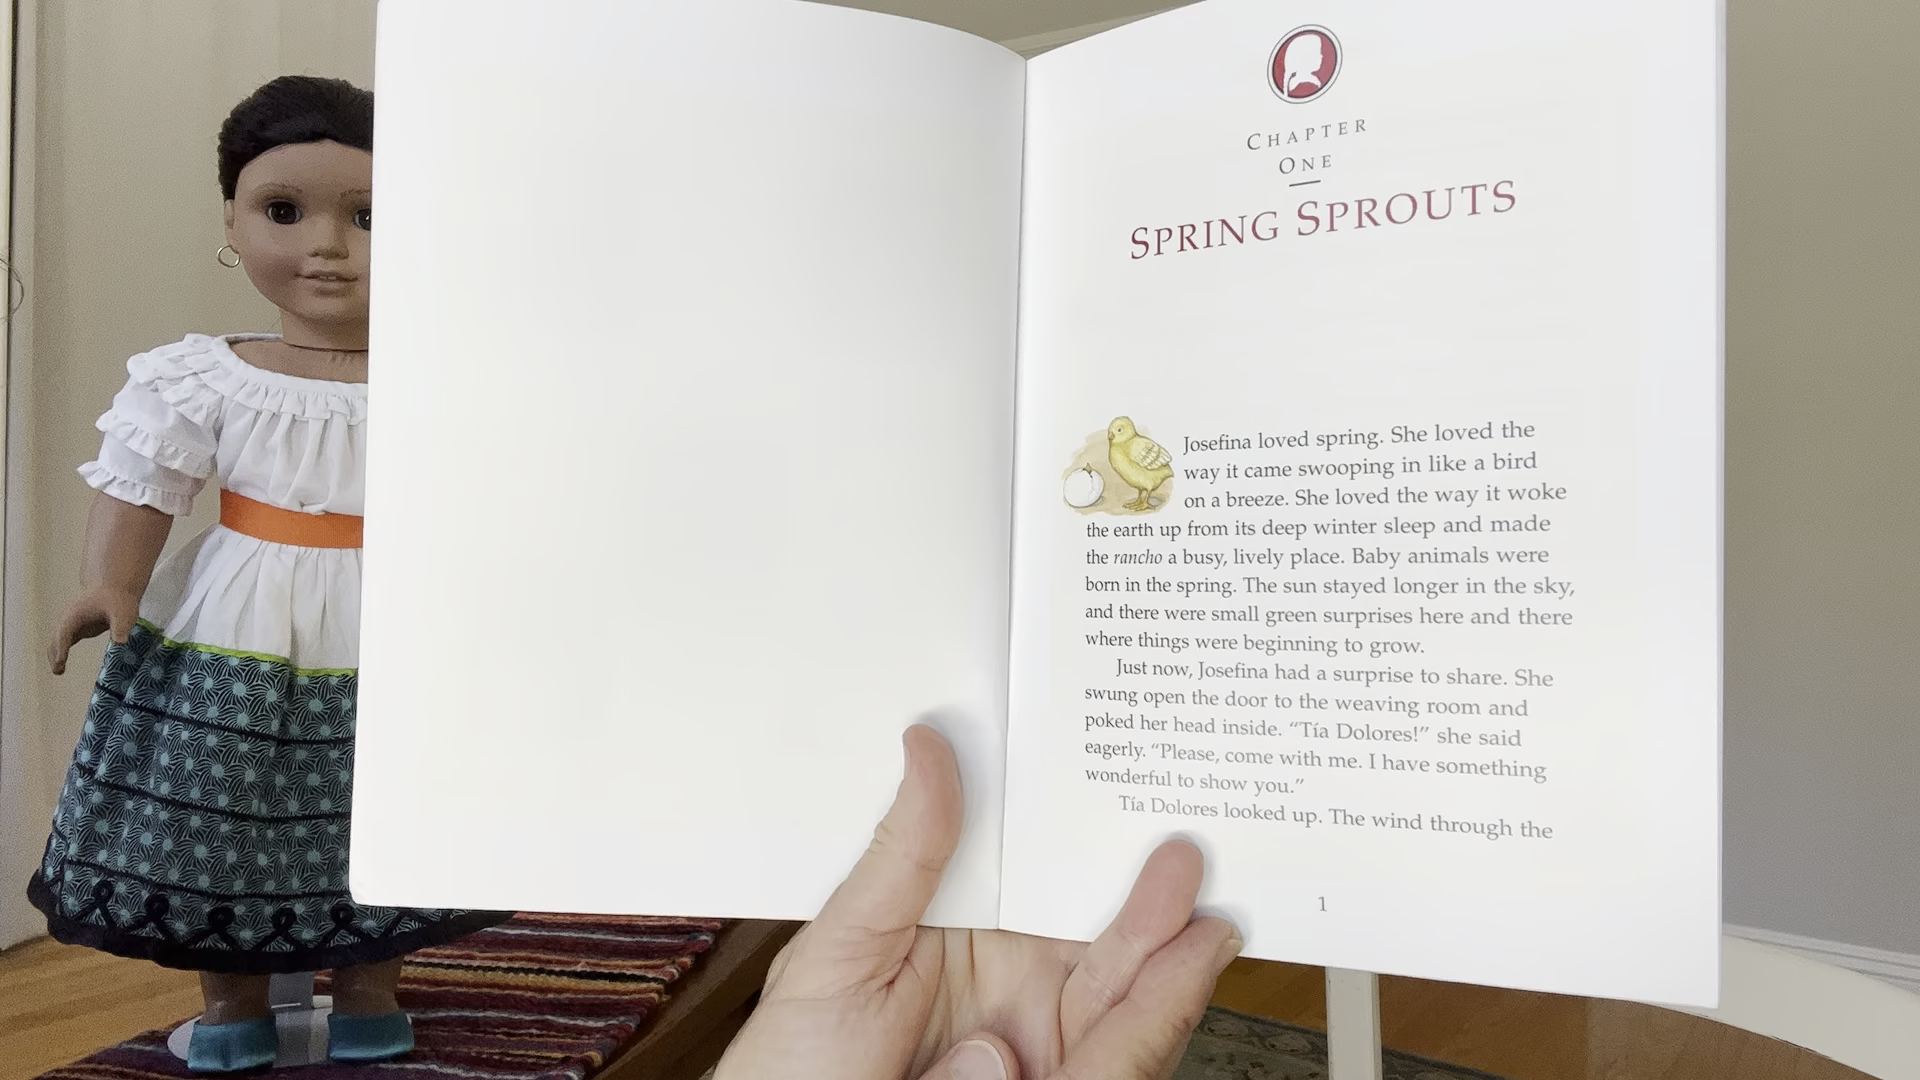 CHAPTER
ONE
SPRING SPROUTS
Josefina loved spring. She loved the
way it came swooping in like a bird
on a breeze. She loved the way it woke
the earth up from its deep winter sleep and made
the rancho a busy, lively place. Baby animals were
born in the spring. The sun stayed longer in the sky,
and there were small green surprises here and there
where things were beginning to grow.
Just now, Josefina had a surprise to share. She
swung open the door to the weaving room and
poked her head inside. “Tía Dolores!” she said
eagerly. “Please, come with me. I have something
wonderful to show you.”
Tía Dolores looked up. The wind through the
1